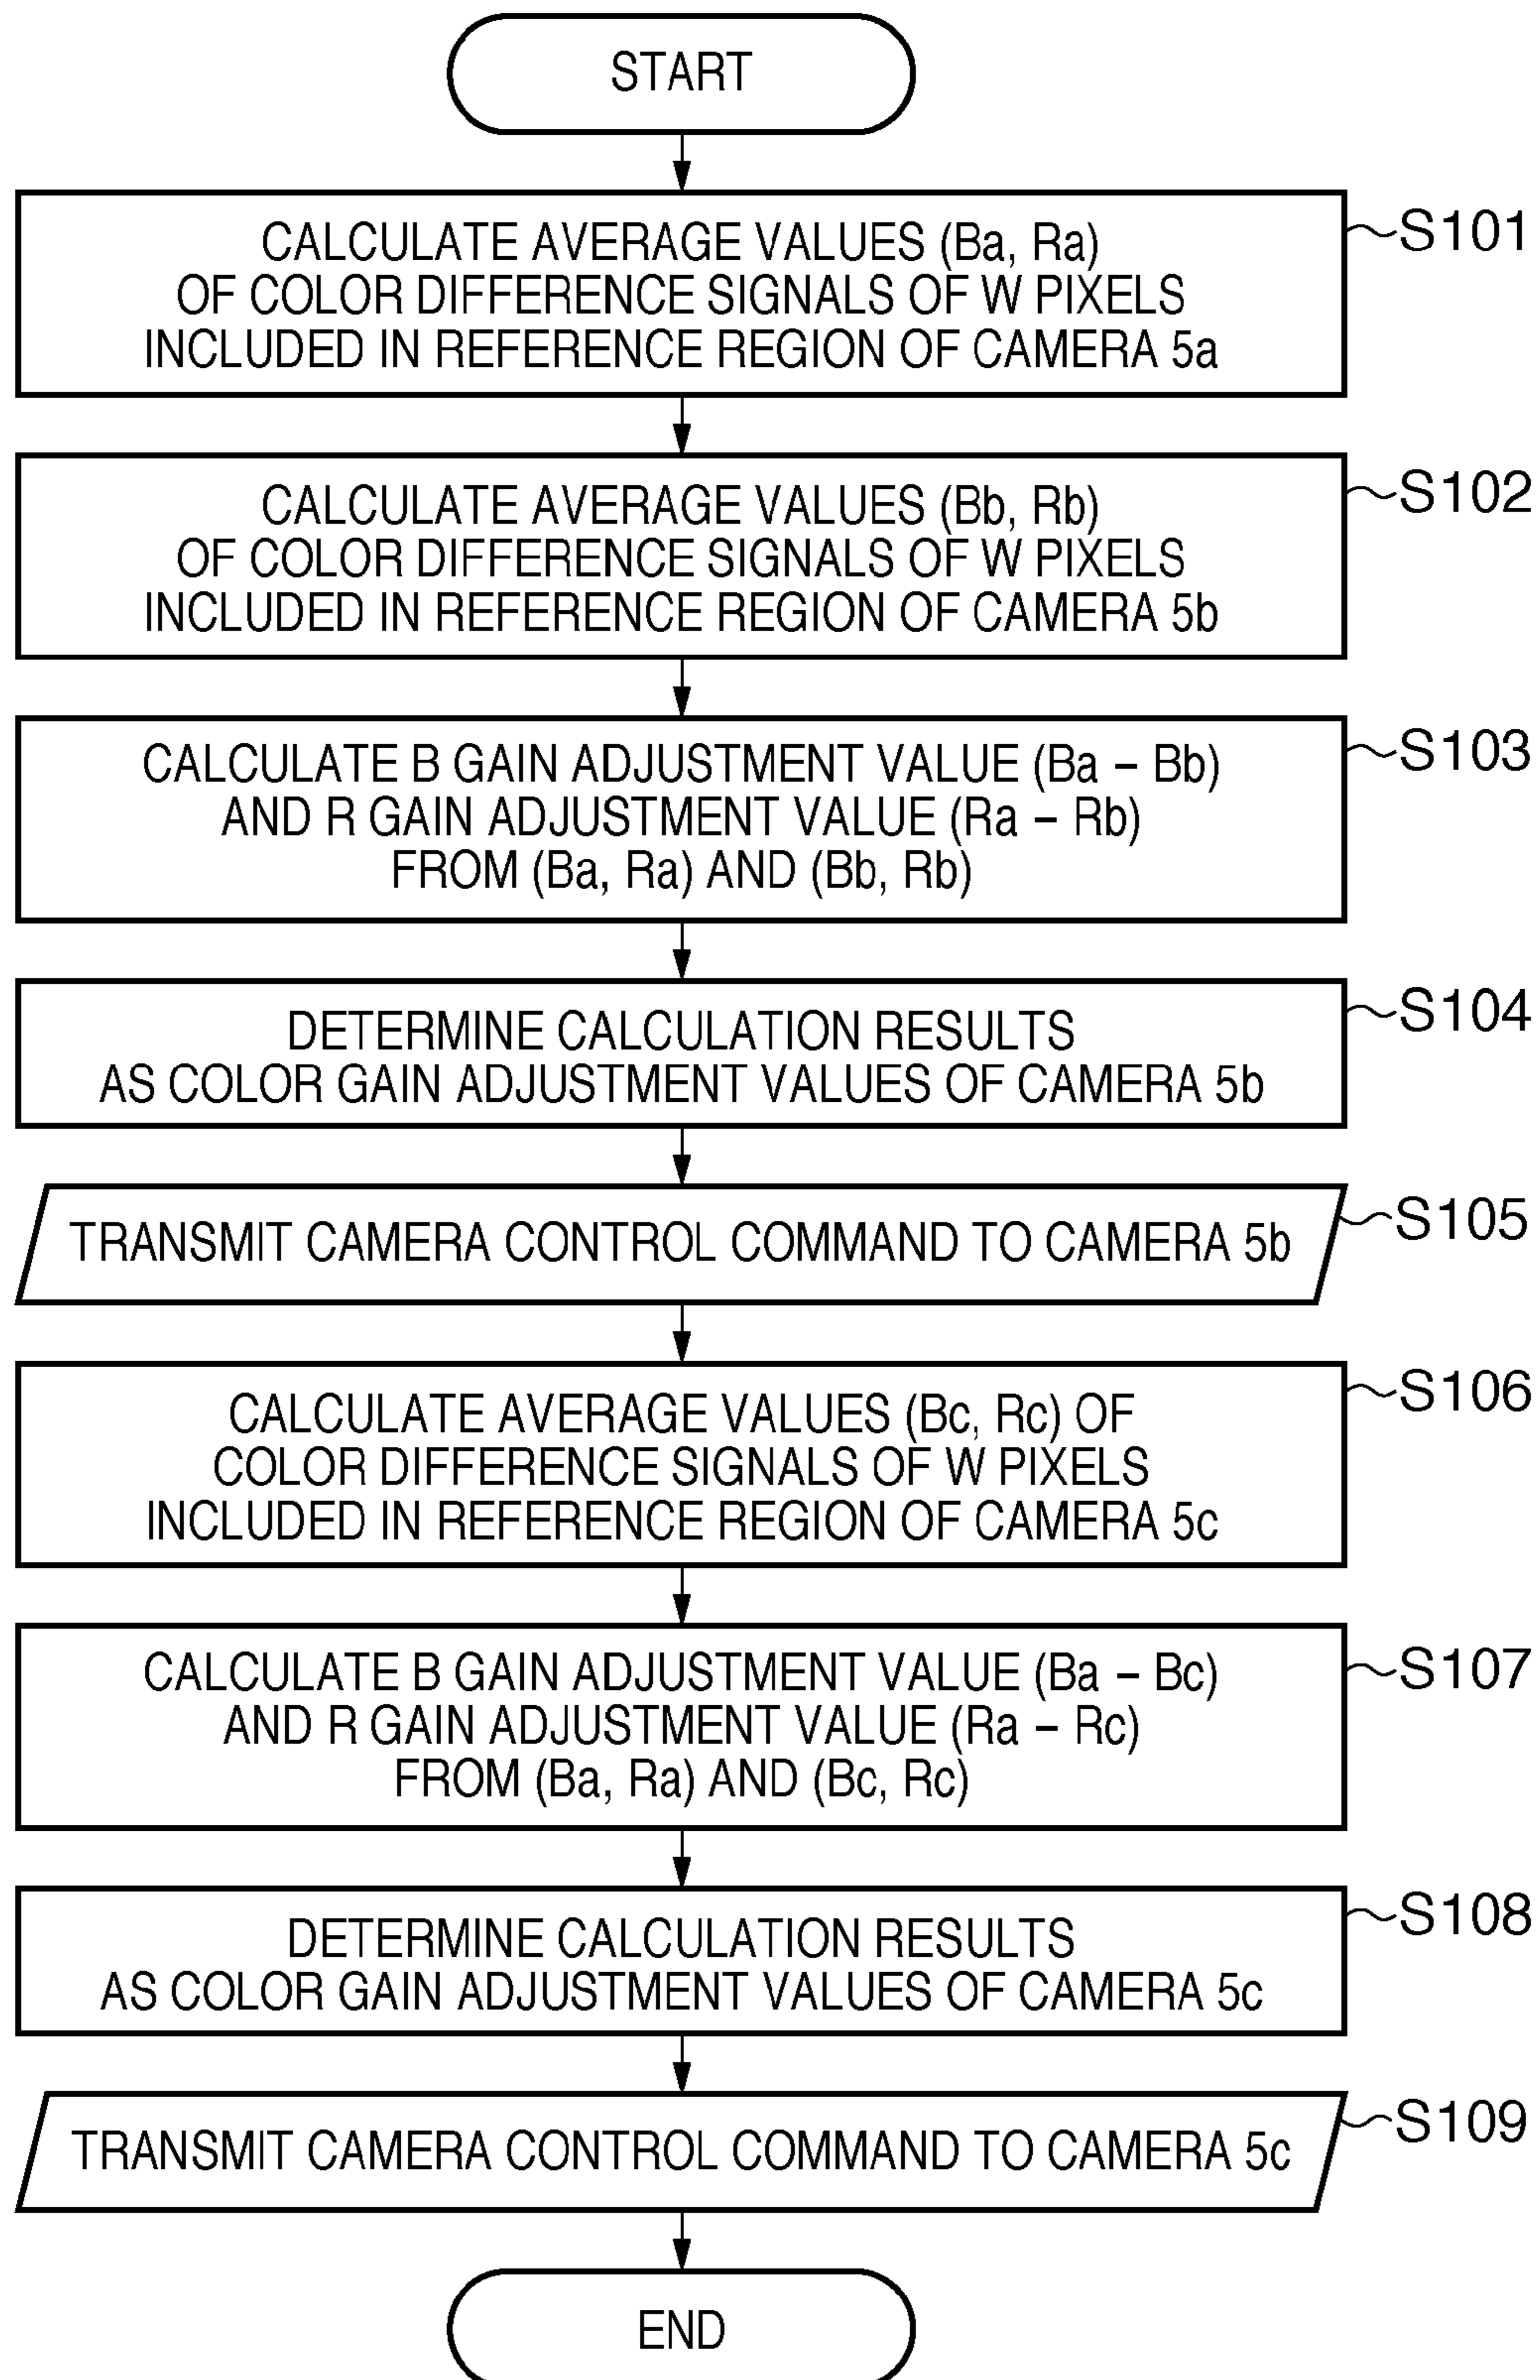 START
CALCULATE AVERAGE VALUES (Ba, Ra)
OF COLOR DIFFERENCE SIGNALS OF W PIXELS
INCLUDED IN REFERENCE REGION OF CAMERA 5a
S101
CALCULATE AVERAGE VALUES (Bb, Rb)
OF COLOR DIFFERENCE SIGNALS OF W PIXELS
INCLUDED IN REFERENCE REGION OF CAMERA 5b
S102
CALCULATE B GAIN ADJUSTMENT VALUE (Ba – Bb)
AND R GAIN ADJUSTMENT VALUE (Ra – Rb)
FROM (Ba, Ra) AND (Bb, Rb)
S103
DETERMINE CALCULATION RESULTS
AS COLOR GAIN ADJUSTMENT VALUES OF CAMERA 5b
S104
TRANSMIT CAMERA CONTROL COMMAND TO CAMERA 5b
S105
CALCULATE AVERAGE VALUES (Bc, Rc) OF
COLOR DIFFERENCE SIGNALS OF W PIXELS
INCLUDED IN REFERENCE REGION OF CAMERA 5c
S106
CALCULATE B GAIN ADJUSTMENT VALUE (Ba – Bc)
AND R GAIN ADJUSTMENT VALUE (Ra – Rc)
FROM (Ba, Ra) AND (Bc, Rc)
S107
DETERMINE CALCULATION RESULTS
AS COLOR GAIN ADJUSTMENT VALUES OF CAMERA 5c
S108
TRANSMIT CAMERA CONTROL COMMAND TO CAMERA 5c
S109
END